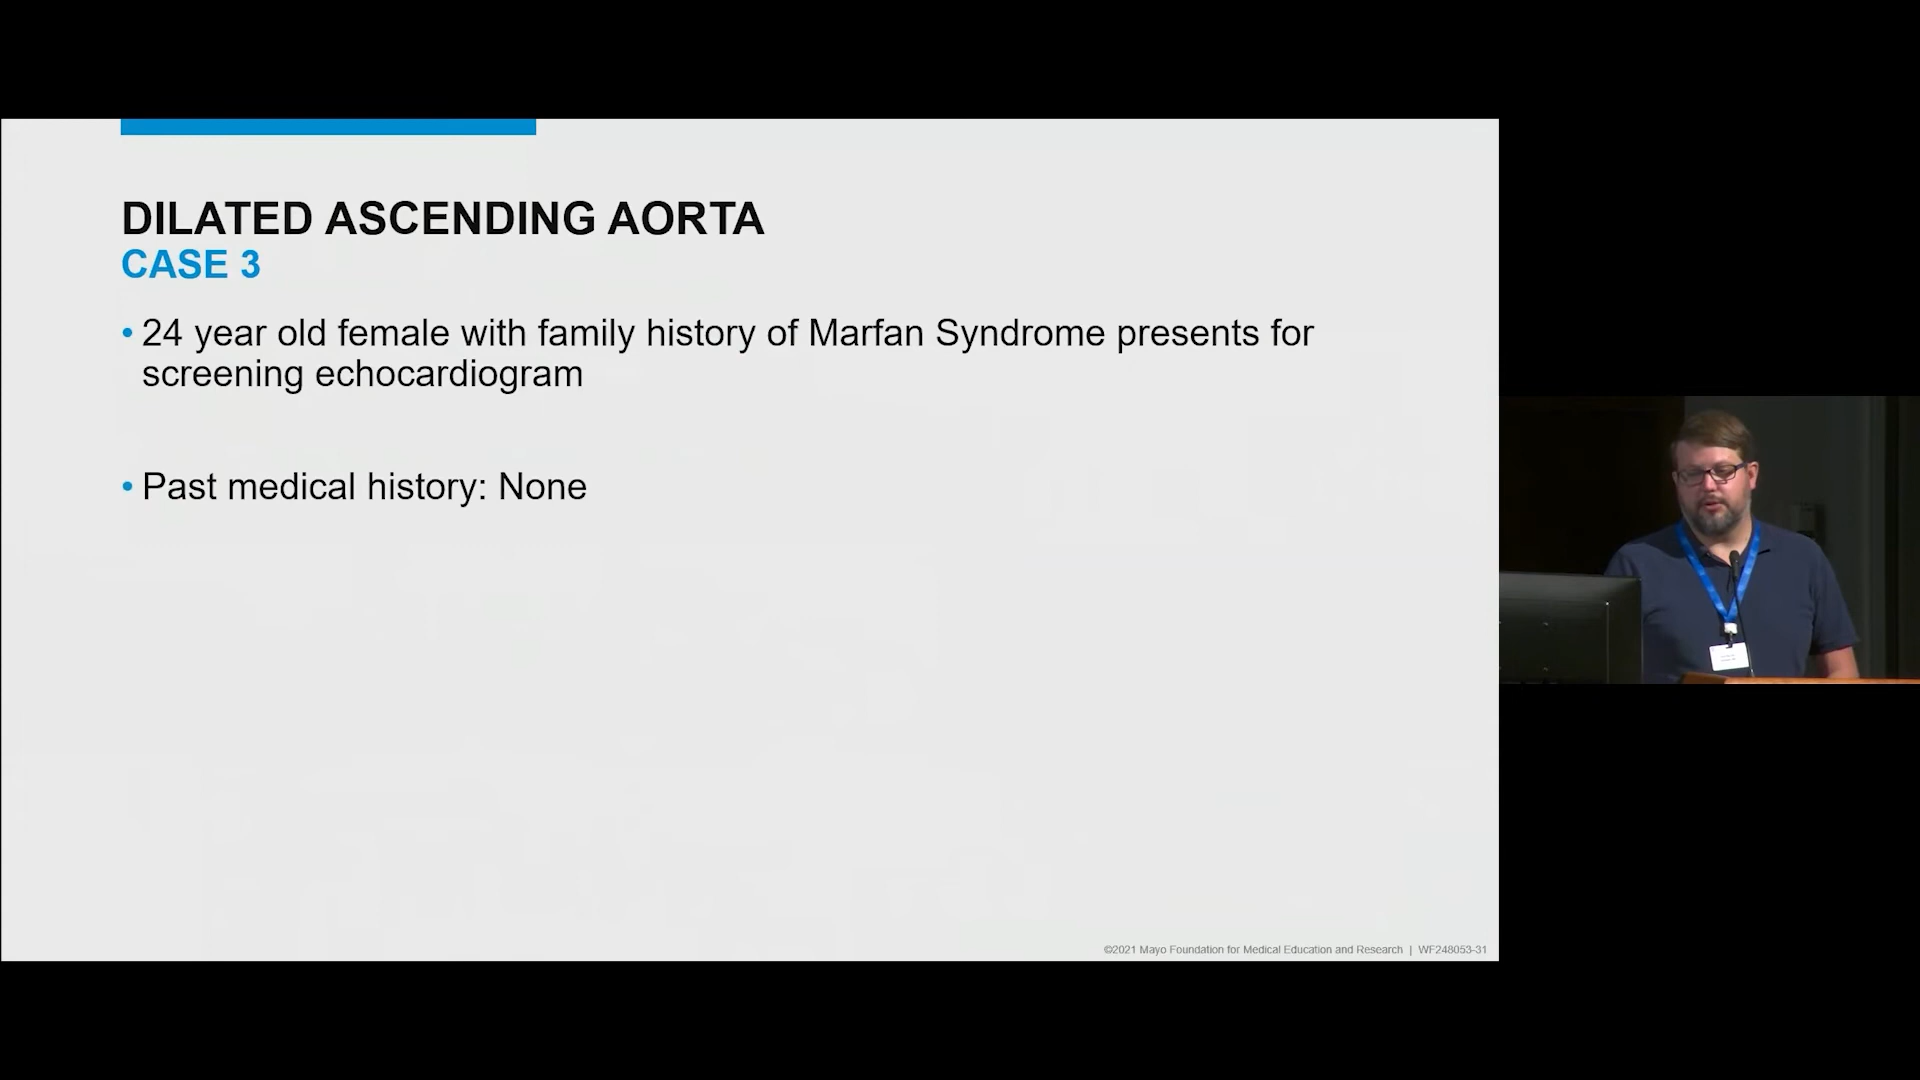 DILATED ASCENDING AORTA
CASE 3
• 24 year old female with family history of Marfan Syndrome presents for
screening echocardiogram
• Past medical history: None
©2021 Mayo Foundation for Medical Education and Research | WF248053-31